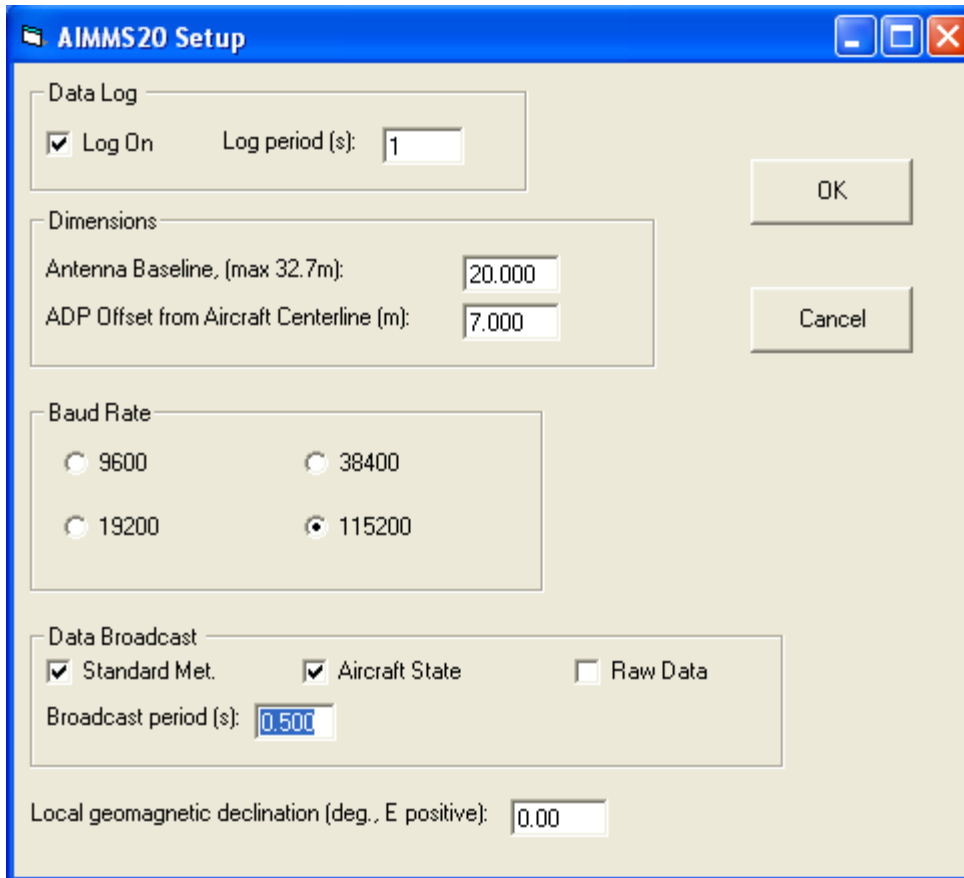 AIMMS20 Setup
Data Log
Log On Log period (s): 1
OK
Dimensions
Antenna Baseline, (max 32.7m): 20.000
ADP Offset from Aircraft Centerline (m): 7.000
Cancel
Baud Rate
9600 38400
19200 115200
Data Broadcast
Standard Met. Aircraft State Raw Data
Broadcast period (s): 0.500
Local geomagnetic declination (deg., E positive): 0.00